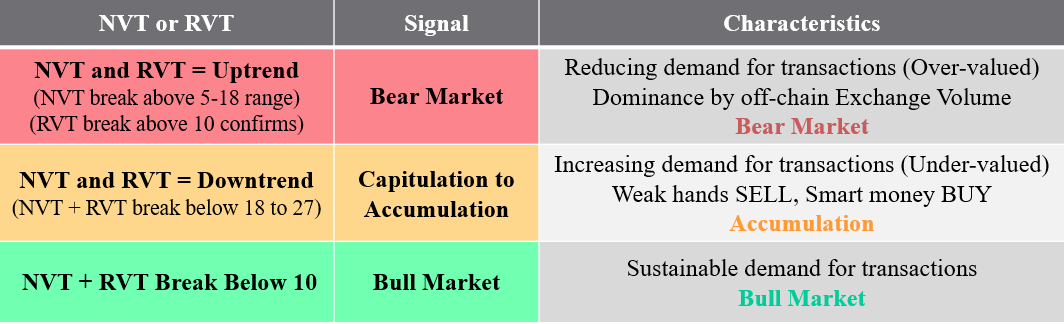 NVT or RVT
Signal
Characteristics
NVT and RVT = Uptrend
(NVT break above 5-18 range)
(RVT break above 10 confirms)
Bear Market
Reducing demand for transactions (Over-valued)
Dominance by off-chain Exchange Volume
Bear Market
NVT and RVT = Downtrend
(NVT + RVT break below 18 to 27)
Capitulation to
Accumulation
Increasing demand for transactions (Under-valued)
Weak hands SELL, Smart money BUY
Accumulation
NVT + RVT Break Below 10
Bull Market
Sustainable demand for transactions
Bull Market